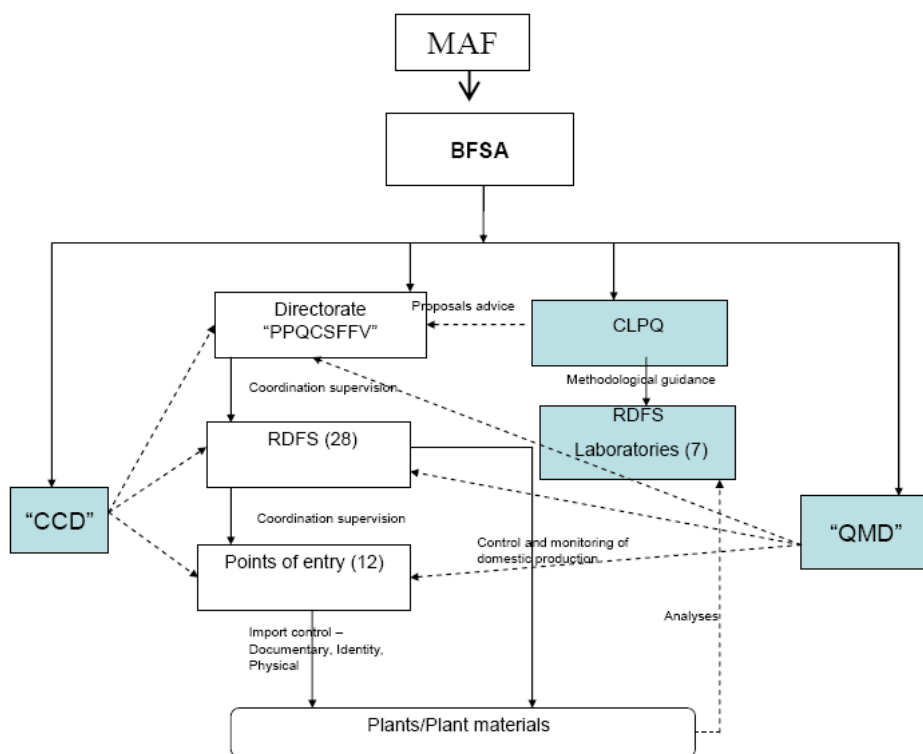 MAF
BFSA
Directorate
“PPQCSFFV”
Proposals advice
CLPQ
Methodological guidance
Coordination supervision
RDFS (28)
RDFS
Laboratories (7)
“CCD”
Coordination supervision
Control and monitoring of
domestic production
“QMD”
Points of entry (12)
Import control –
Documentary, Identity,
Physical
Analyses
Plants/Plant materials